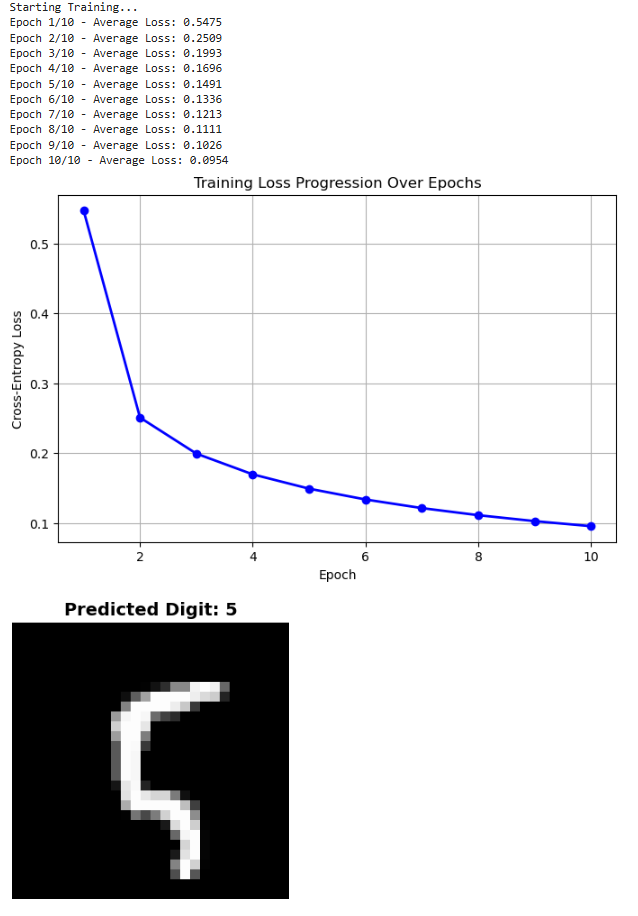 Starting Training...
Epoch 1/10 - Average Loss: 0.5475
Epoch 2/10 - Average Loss: 0.2509
Epoch 3/10 - Average Loss: 0.1993
Epoch 4/10 - Average Loss: 0.1696
Epoch 5/10 - Average Loss: 0.1491
Epoch 6/10 - Average Loss: 0.1336
Epoch 7/10 - Average Loss: 0.1213
Epoch 8/10 - Average Loss: 0.1111
Epoch 9/10 - Average Loss: 0.1026
Epoch 10/10 - Average Loss: 0.0954
Training Loss Progression Over Epochs
Cross-Entropy Loss
0.5
0.4
0.3
0.2
0.1
2 4 6 8 10
Epoch
Predicted Digit: 5
5